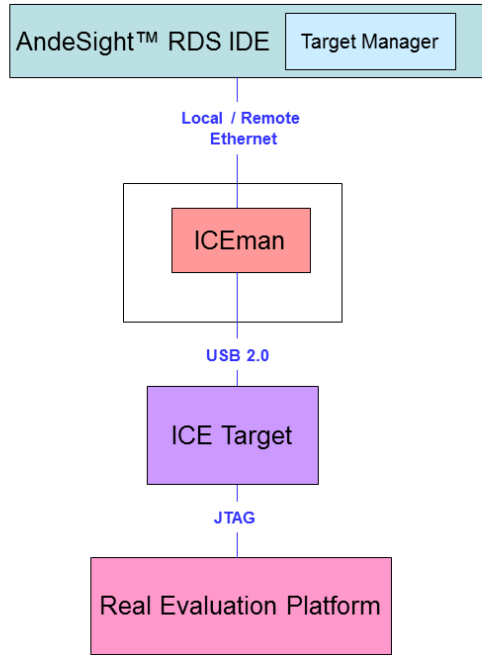 AndeSight™ RDS IDE
Target Manager
Local / Remote
Ethernet
ICEman
USB 2.0
ICE Target
JTAG
Real Evaluation Platform